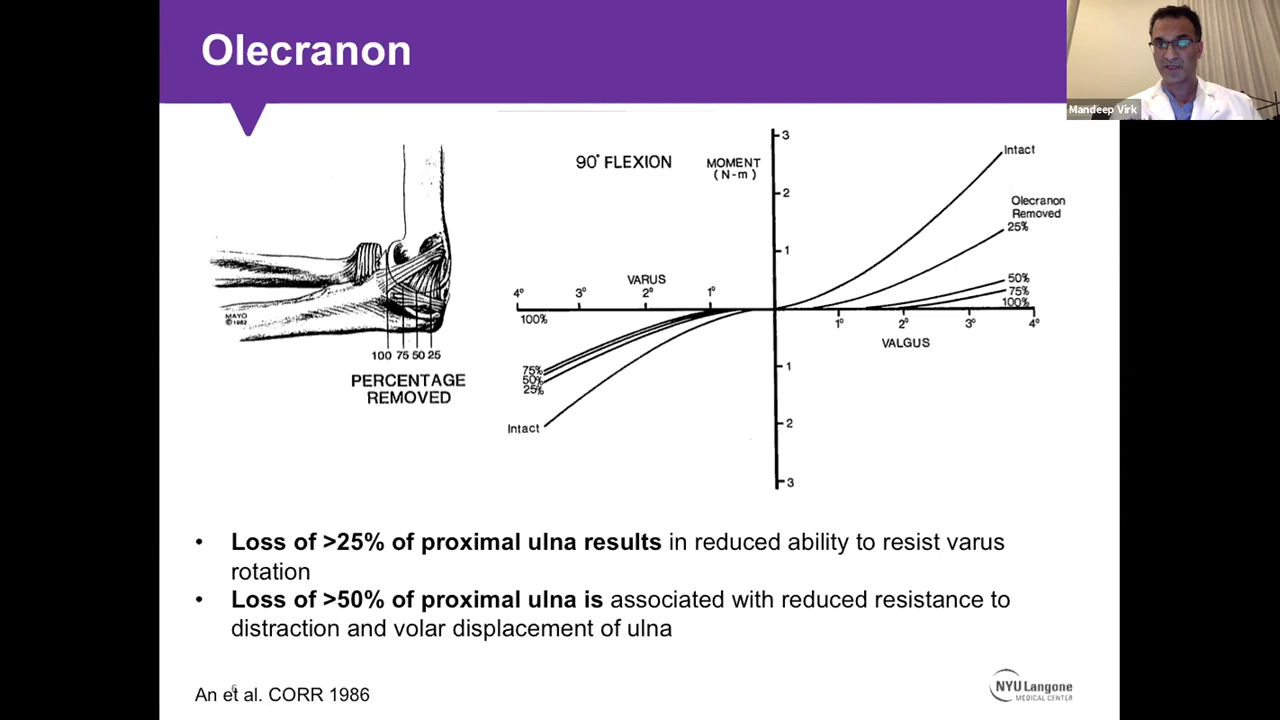 Olecranon
Mandeep Virk
90° FLEXION
MOMENT
(N-m)
3
2
1
1
2
3
Intact
Olecranon
Removed
25%
50%
75%
100%
VARUS
4° 3° 2° 1°
100%
75%
50%
25%
Intact
1° 2° 3° 4°
VALGUS
MAYO
©1982
100 75 50 25
PERCENTAGE
REMOVED
• Loss of >25% of proximal ulna results in reduced ability to resist varus
rotation
• Loss of >50% of proximal ulna is associated with reduced resistance to
distraction and volar displacement of ulna
An et al. CORR 1986
NYU Langone
MEDICAL CENTER